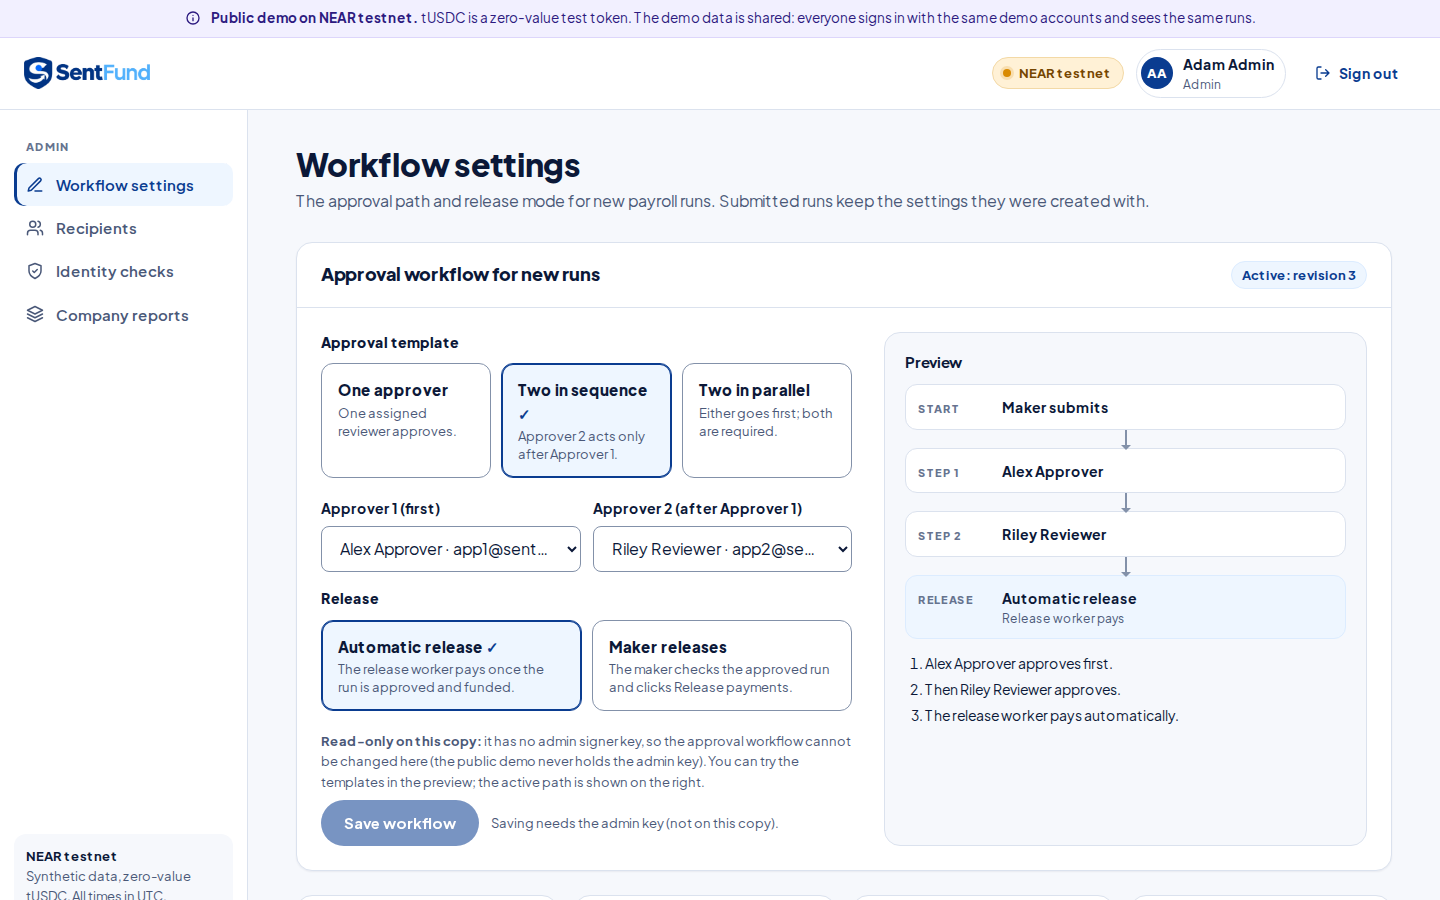 Public demo on NEAR testnet. tUSDC is a zero-value test token. The demo data is shared: everyone signs in with the same demo accounts and sees the same runs.
SentFund
NEAR testnet
AA
Adam Admin
Admin
Sign out
ADMIN
Workflow settings
Recipients
Identity checks
Company reports
NEAR testnet
Synthetic data, zero-value
tUSDC. All times in UTC.
Workflow settings
The approval path and release mode for new payroll runs. Submitted runs keep the settings they were created with.
Approval workflow for new runs
Active: revision 3
Approval template
One approver
One assigned
reviewer approves.
Two in sequence
✓
Approver 2 acts only
after Approver 1.
Two in parallel
Either goes first; both
are required.
Approver 1 (first)
Alex Approver · app1@sent...
Approver 2 (after Approver 1)
Riley Reviewer · app2@se...
Release
Automatic release ✓
The release worker pays once the
run is approved and funded.
Maker releases
The maker checks the approved run
and clicks Release payments.
Read-only on this copy: it has no admin signer key, so the approval workflow cannot
be changed here (the public demo never holds the admin key). You can try the
templates in the preview; the active path is shown on the right.
Save workflow
Saving needs the admin key (not on this copy).
Preview
START
Maker submits
STEP 1
Alex Approver
STEP 2
Riley Reviewer
RELEASE
Automatic release
Release worker pays
1. Alex Approver approves first.
2. Then Riley Reviewer approves.
3. The release worker pays automatically.